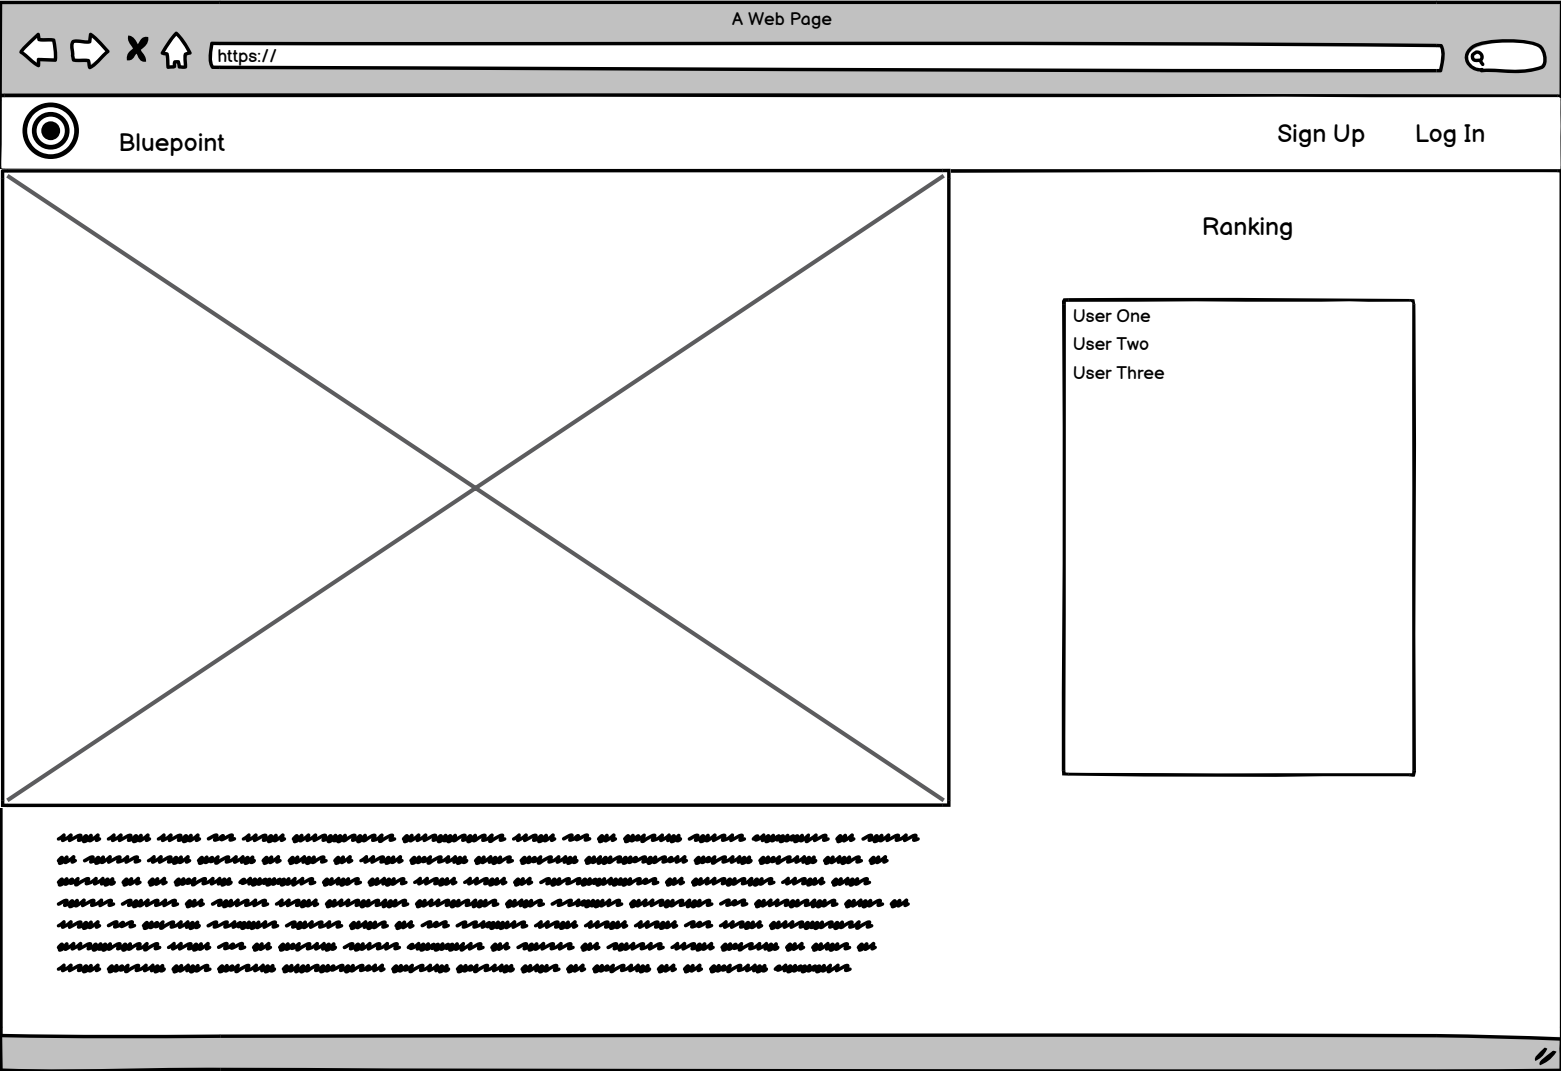 A Web Page
https://
Bluepoint
Sign Up
Log In
Ranking
User One
User Two
User Three